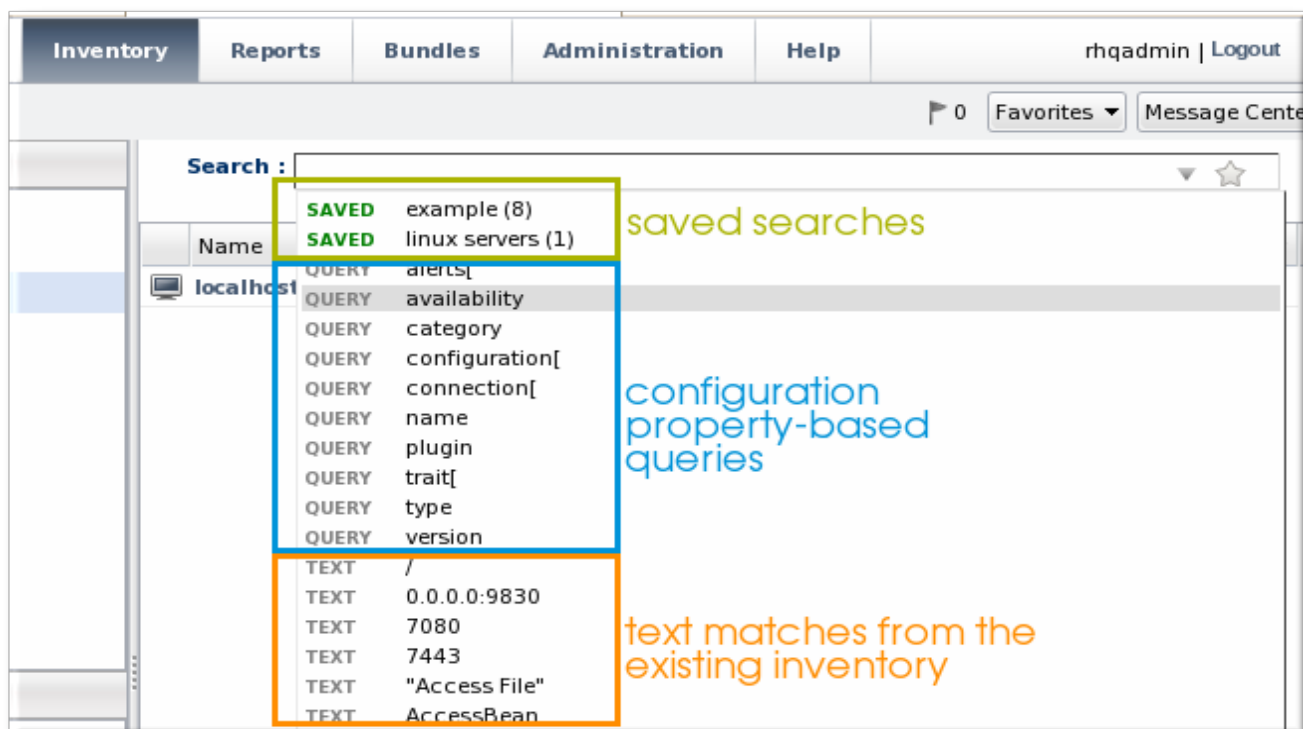 Inventory Reports Bundles Administration Help rhqadmin | Logout
0 Favorites Message Cente
Search :
SAVED example (8)
SAVED linux servers (1)
saved searches
Name
localhost
QUERY alerts[
QUERY availability
QUERY category
QUERY configuration[
QUERY connection[
QUERY name
QUERY plugin
QUERY trait[
QUERY type
QUERY version
configuration
property-based
queries
TEXT /
TEXT 0.0.0.0:9830
TEXT 7080
TEXT 7443
TEXT "Access File"
TEXT AccessBean
text matches from the
existing inventory